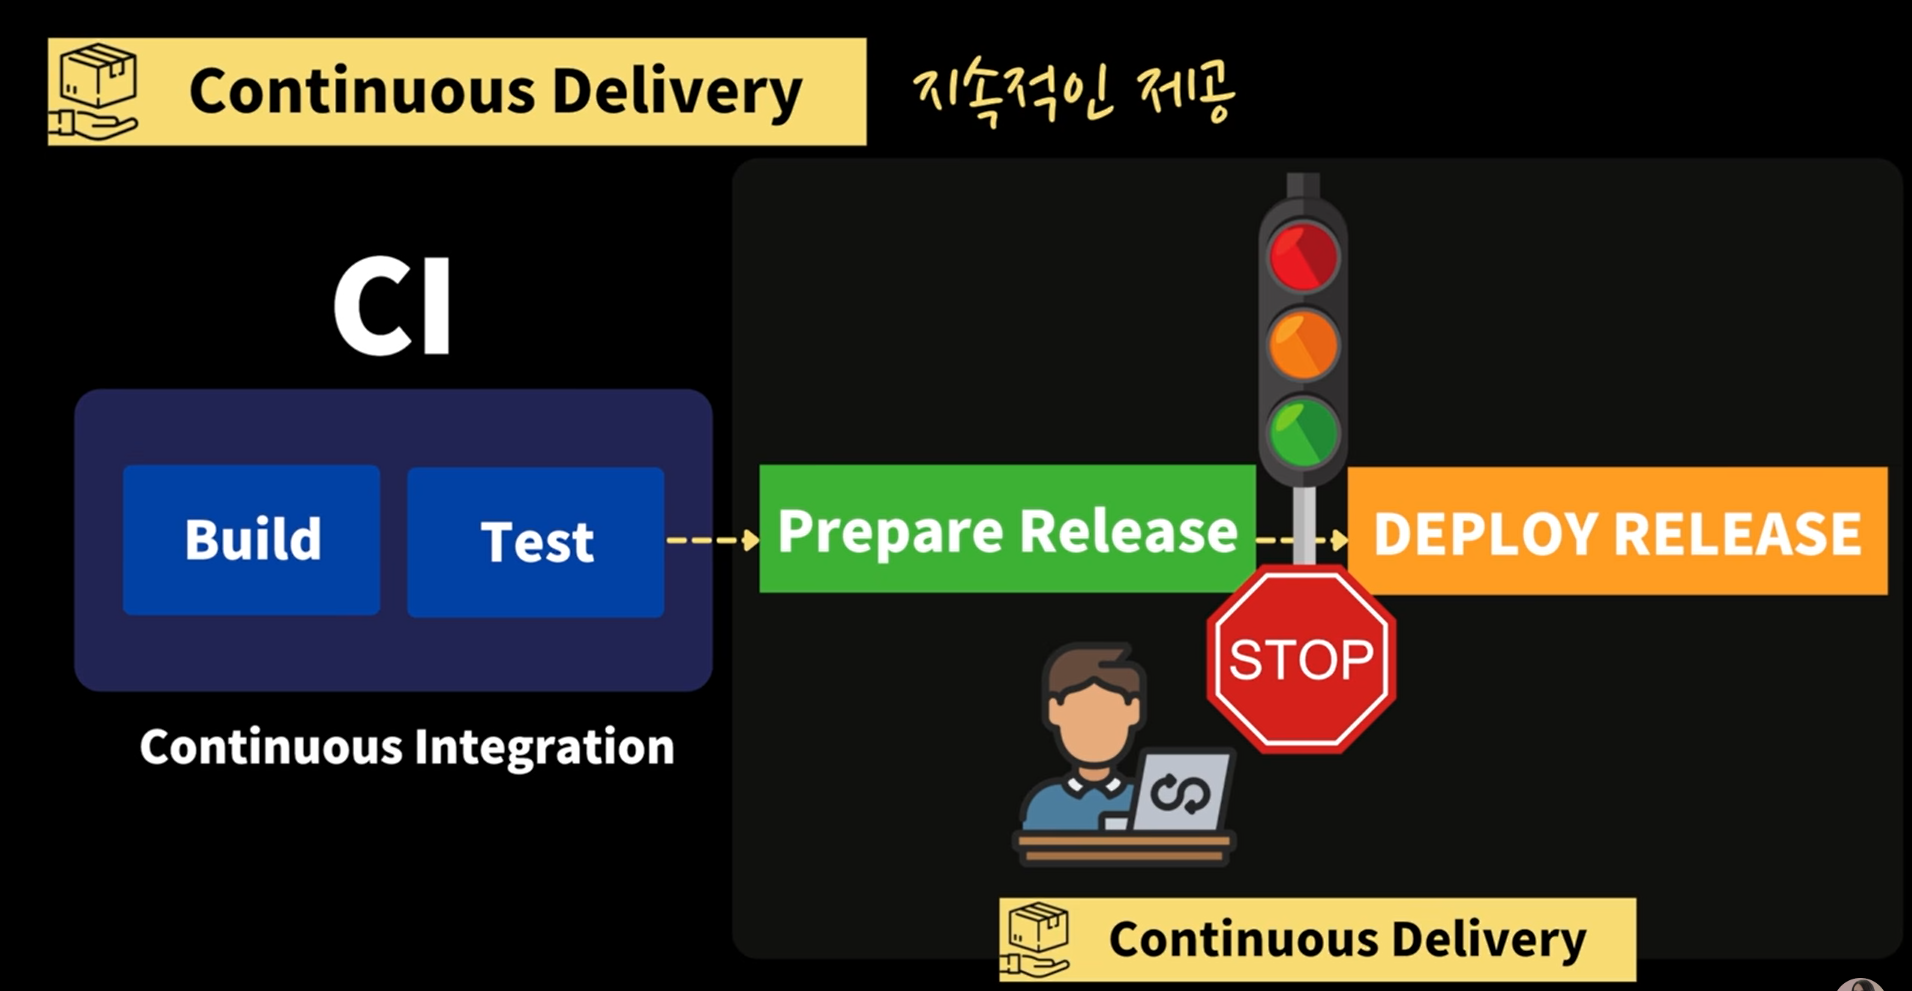 Continuous Delivery
지속적인 제공
CI
Build
Test
Continuous Integration
Prepare Release
DEPLOY RELEASE
STOP
Continuous Delivery